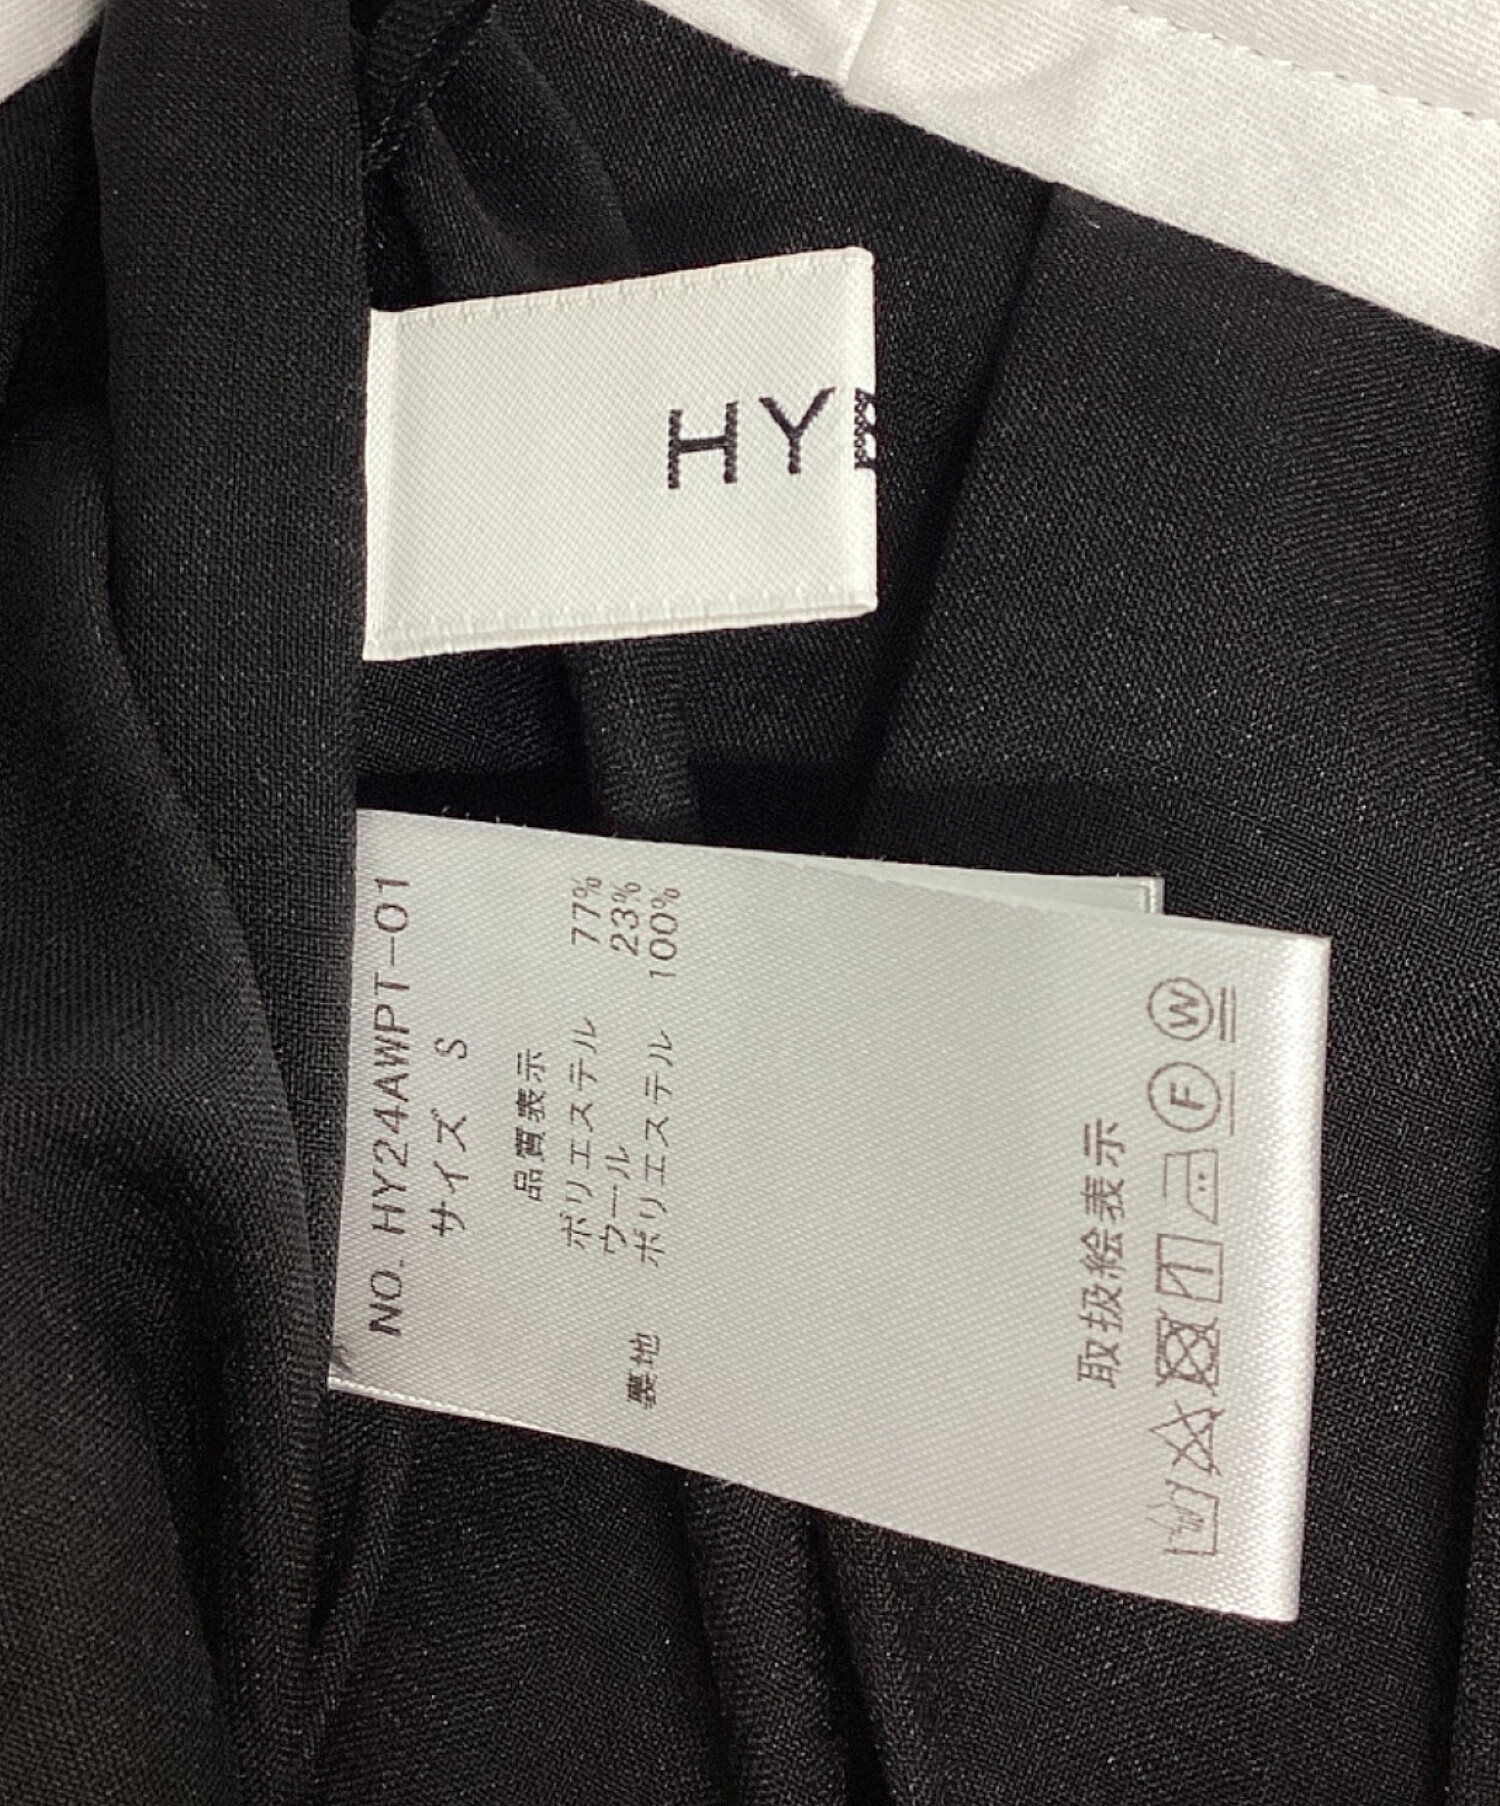 HY
NO. HY24AWPT-01
サイズ S
品質表示
ポリエステル 77%
ウール 23%
裏地 ポリエステル 100%
取扱絵表示
F W